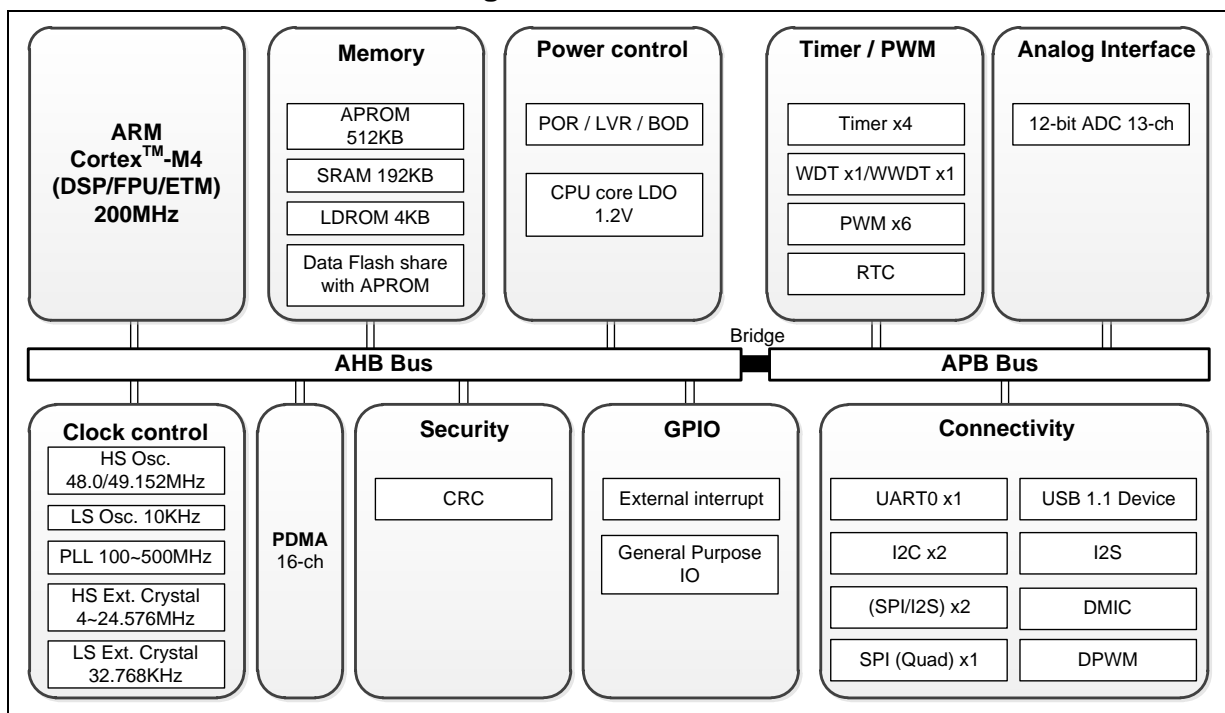 ARM
Cortex™-M4
(DSP/FPU/ETM)
200MHz
Memory
APROM
512KB
SRAM 192KB
LDROM 4KB
Data Flash share
with APROM
Power control
POR / LVR / BOD
CPU core LDO
1.2V
Timer / PWM
Timer x4
WDT x1/WWDT x1
PWM x6
RTC
Analog Interface
12-bit ADC 13-ch
Bridge
AHB Bus
APB Bus
Clock control
HS Osc.
48.0/49.152MHz
LS Osc. 10KHz
PLL 100~500MHz
HS Ext. Crystal
4~24.576MHz
LS Ext. Crystal
32.768KHz
PDMA
16-ch
Security
CRC
GPIO
External interrupt
General Purpose
IO
Connectivity
UART0 x1
USB 1.1 Device
I2C x2
I2S
(SPI/I2S) x2
DMIC
SPI (Quad) x1
DPWM